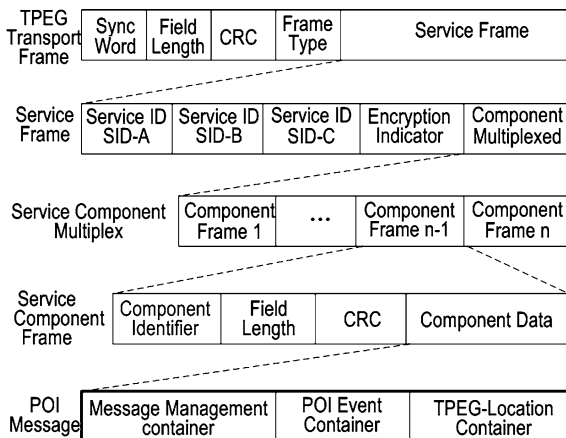 TPEG
Transport
Frame
Sync
Word
Field
Length
CRC
Frame
Type
Service Frame
Service
Frame
Service ID
SID-A
Service ID
SID-B
Service ID
SID-C
Encryption
Indicator
Component
Multiplexed
Service Component
Multiplex
Component
Frame 1
...
Component
Frame n-1
Component
Frame n
Service
Component
Frame
Component
Identifier
Field
Length
CRC
Component Data
POI
Message
Message Management
container
POI Event
Container
TPEG-Location
Container